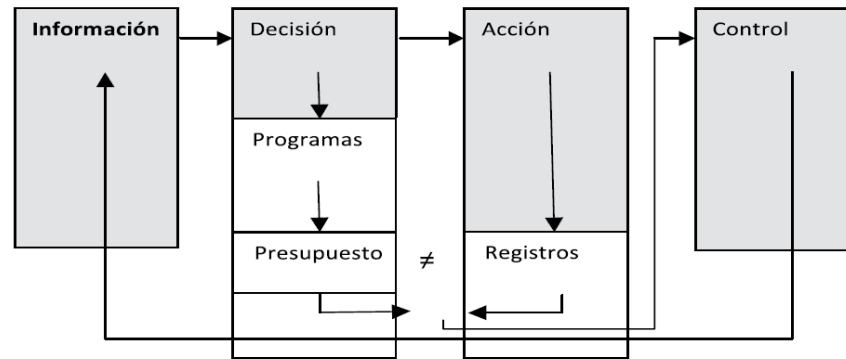 Información
Decisión
Acción
Control
Programas
Presupuesto
≠
Registros